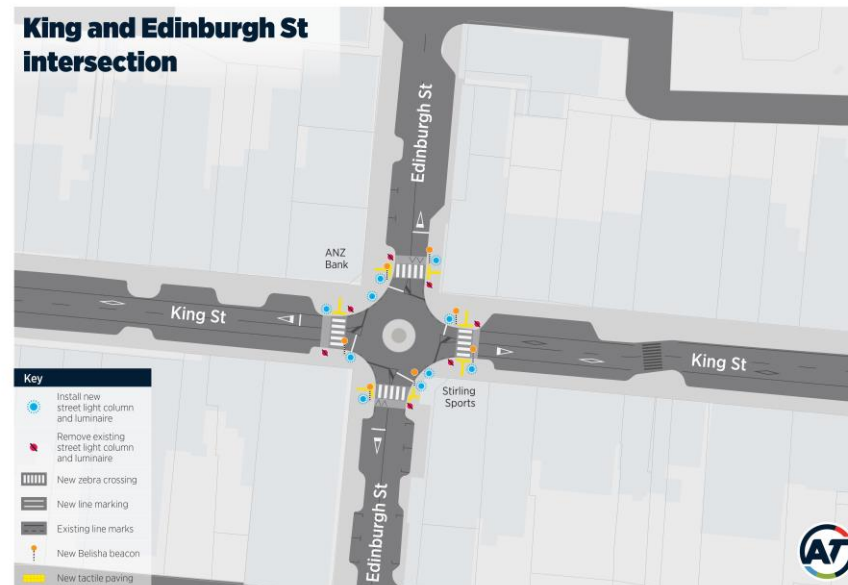 King and Edinburgh St
intersection
Edinburgh St
ANZ
Bank
King St
King St
Stirling
Sports
Edinburgh St
Key
Install new
street light column
and luminaire
Remove existing
street light column
and luminaire
New zebra crossing
New line marking
Existing line marks
New Belisha beacon
New tactile paving
AT